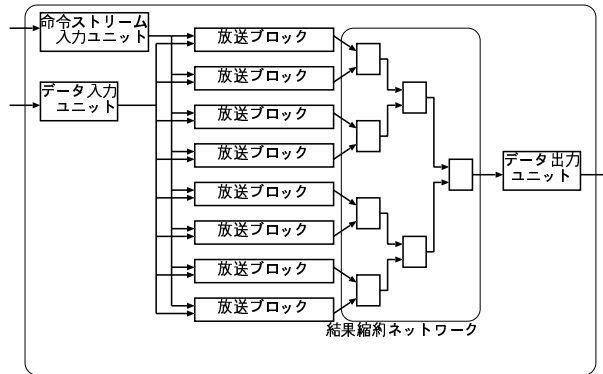 命令ストリーム
入力ユニット
データ入力
ユニット
放送ブロック
放送ブロック
放送ブロック
放送ブロック
放送ブロック
放送ブロック
放送ブロック
放送ブロック
結果縮約ネットワーク
データ出力
ユニット